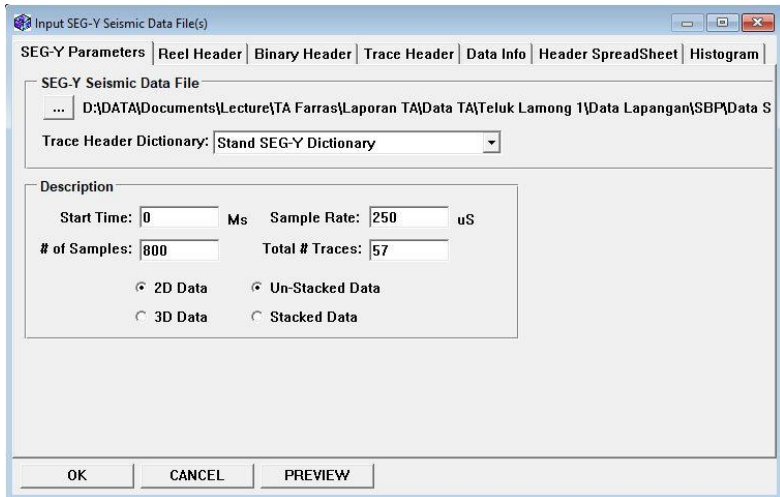 Input SEG-Y Seismic Data File(s)
SEG-Y Parameters Reel Header Binary Header Trace Header Data Info Header SpreadSheet Histogram
SEG-Y Seismic Data File
... D:\DATA\Documents\Lecture\TA Farras\Laporan TA\Data TA\Teluk Lamong 1\Data Lapangan\SBP\Data S
Trace Header Dictionary: Stand SEG-Y Dictionary
Description
Start Time: 0 Ms Sample Rate: 250 uS
# of Samples: 800 Total # Traces: 57
2D Data Un-Stacked Data
3D Data Stacked Data
OK CANCEL PREVIEW